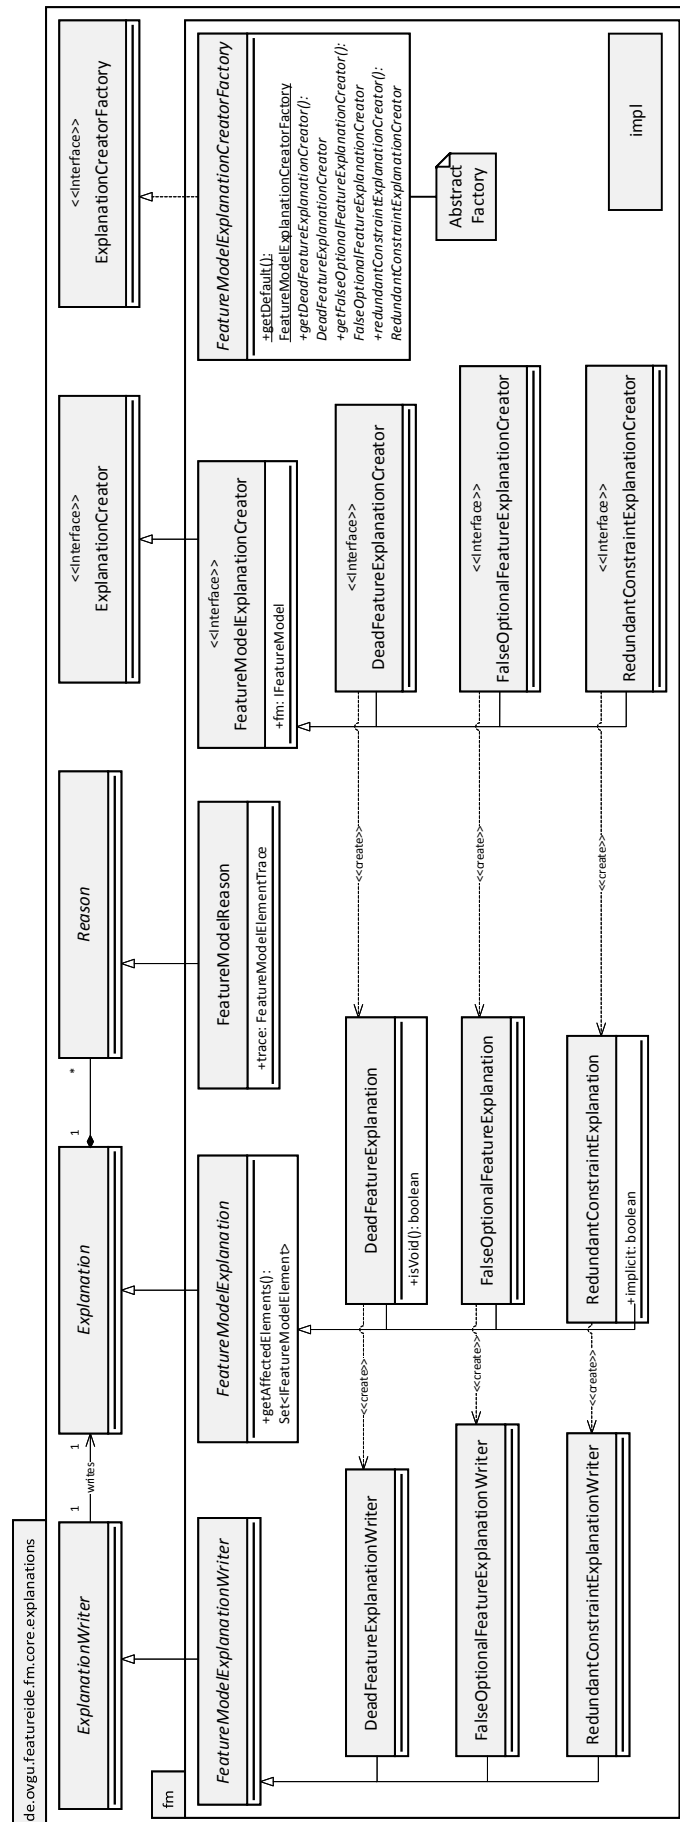 de.ovgu.featureide.fm.core.explanations
ExplanationWriter
1
writes
1
Explanation
1
*
Reason
<<Interface>>
ExplanationCreator
<<Interface>>
ExplanationCreatorFactory
fm
FeatureModelExplanationWriter
FeatureModelExplanation
+getAffectedElements():
Set<IFeatureModelElement>
FeatureModelReason
+trace: FeatureModelElementTrace
<<Interface>>
FeatureModelExplanationCreator
+fm: IFeatureModel
FeatureModelExplanationCreatorFactory
+getDefault():
FeatureModelExplanationCreatorFactory
+getDeadFeatureExplanationCreator():
DeadFeatureExplanationCreator
+getFalseOptionalFeatureExplanationCreator():
FalseOptionalFeatureExplanationCreator
+redundantConstraintExplanationCreator():
RedundantConstraintExplanationCreator
Abstract
Factory
DeadFeatureExplanationWriter
<<create>>
DeadFeatureExplanation
+isVoid(): boolean
<<create>>
<<Interface>>
DeadFeatureExplanationCreator
FalseOptionalFeatureExplanationWriter
<<create>>
FalseOptionalFeatureExplanation
<<create>>
<<Interface>>
FalseOptionalFeatureExplanationCreator
RedundantConstraintExplanationWriter
<<create>>
RedundantConstraintExplanation
+implicit: boolean
<<create>>
<<Interface>>
RedundantConstraintExplanationCreator
impl